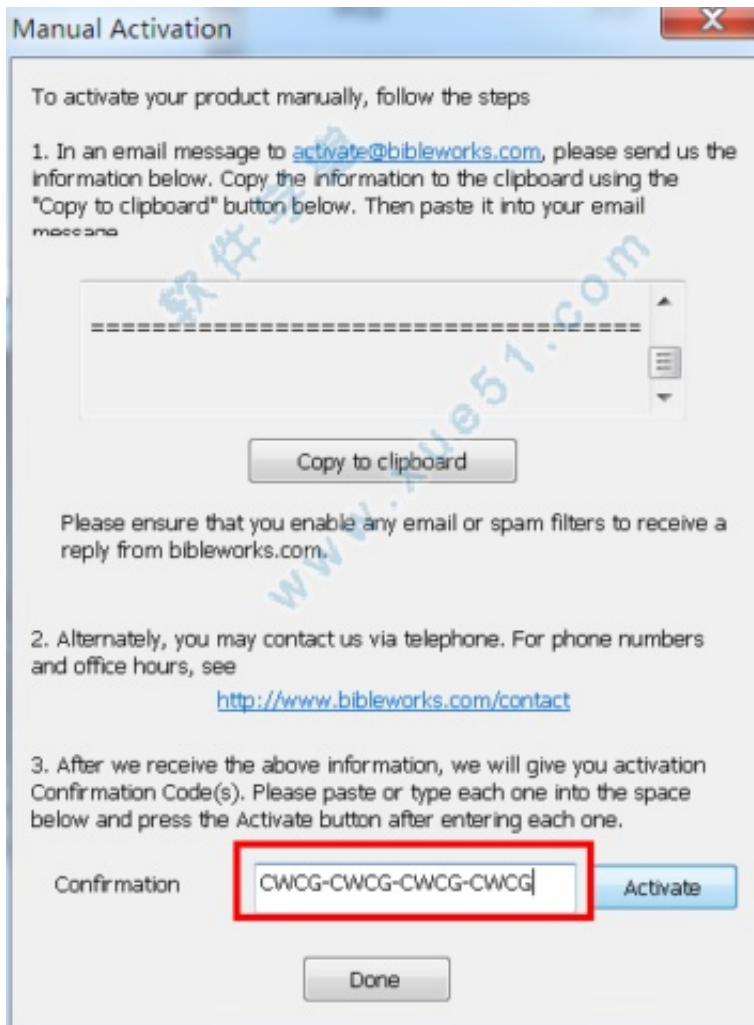 Manual Activation
To activate your product manually, follow the steps
1. In an email message to activate@bibleworks.com, please send us the
information below. Copy the information to the clipboard using the
"Copy to clipboard" button below. Then paste it into your email
message
====================================
Copy to clipboard
Please ensure that you enable any email or spam filters to receive a
reply from bibleworks.com.
2. Alternately, you may contact us via telephone. For phone numbers
and office hours, see
http://www.bibleworks.com/contact
3. After we receive the above information, we will give you activation
Confirmation Code(s). Please paste or type each one into the space
below and press the Activate button after entering each one.
Confirmation
CWCG-CWCG-CWCG-CWCG
Activate
Done
软件学堂
www.xue51.com